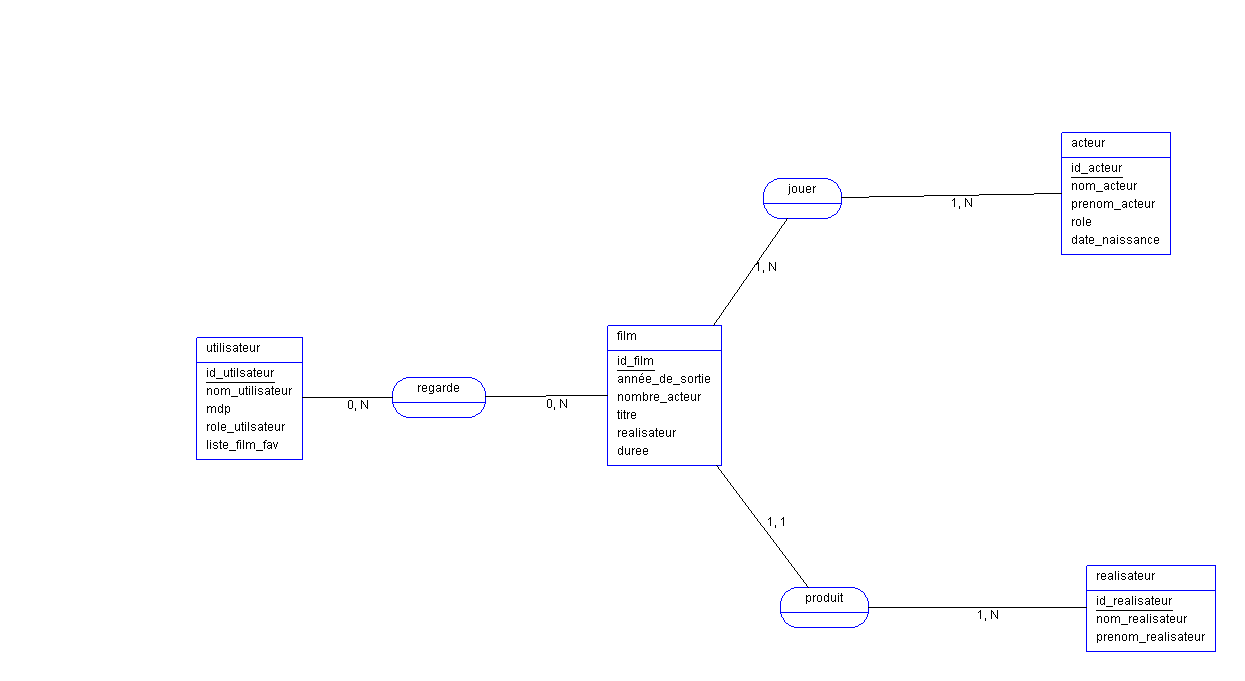 acteur
id_acteur
nom_acteur
prenom_acteur
role
date_naissance
jouer
1, N
1, N
film
id_film
année_de_sortie
nombre_acteur
titre
realisateur
duree
utilisateur
id_utilsateur
nom_utilisateur
mdp
role_utilsateur
liste_film_fav
regarde
0, N
0, N
1, 1
produit
1, N
realisateur
id_realisateur
nom_realisateur
prenom_realisateur